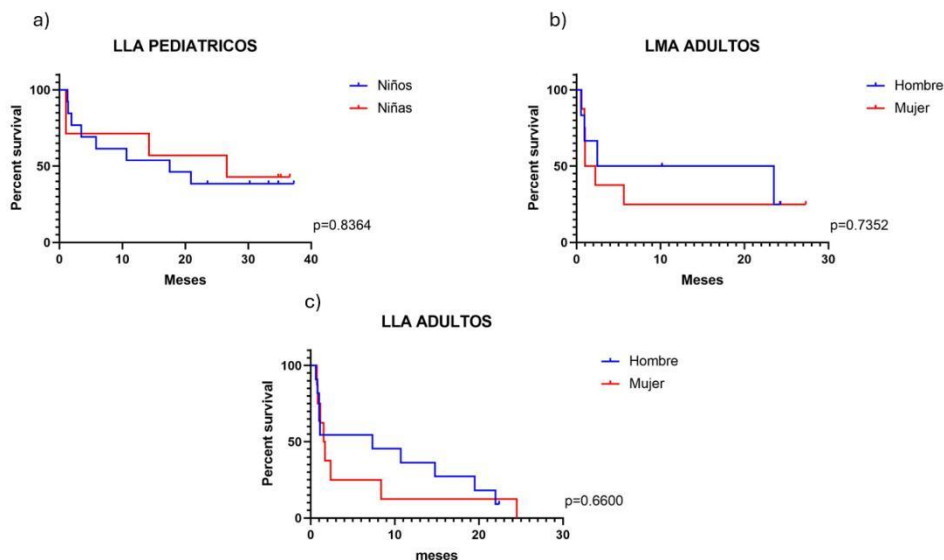 a)
LLA PEDIATRICOS
Percent survival
100
50
0
0 10 20 30 40
Meses
Niños
Niñas
p=0.8364
b)
LMA ADULTOS
Percent survival
100
50
0
0 10 20 30
Meses
Hombre
Mujer
p=0.7352
c)
LLA ADULTOS
Percent survival
100
50
0
0 10 20 30
meses
Hombre
Mujer
p=0.6600